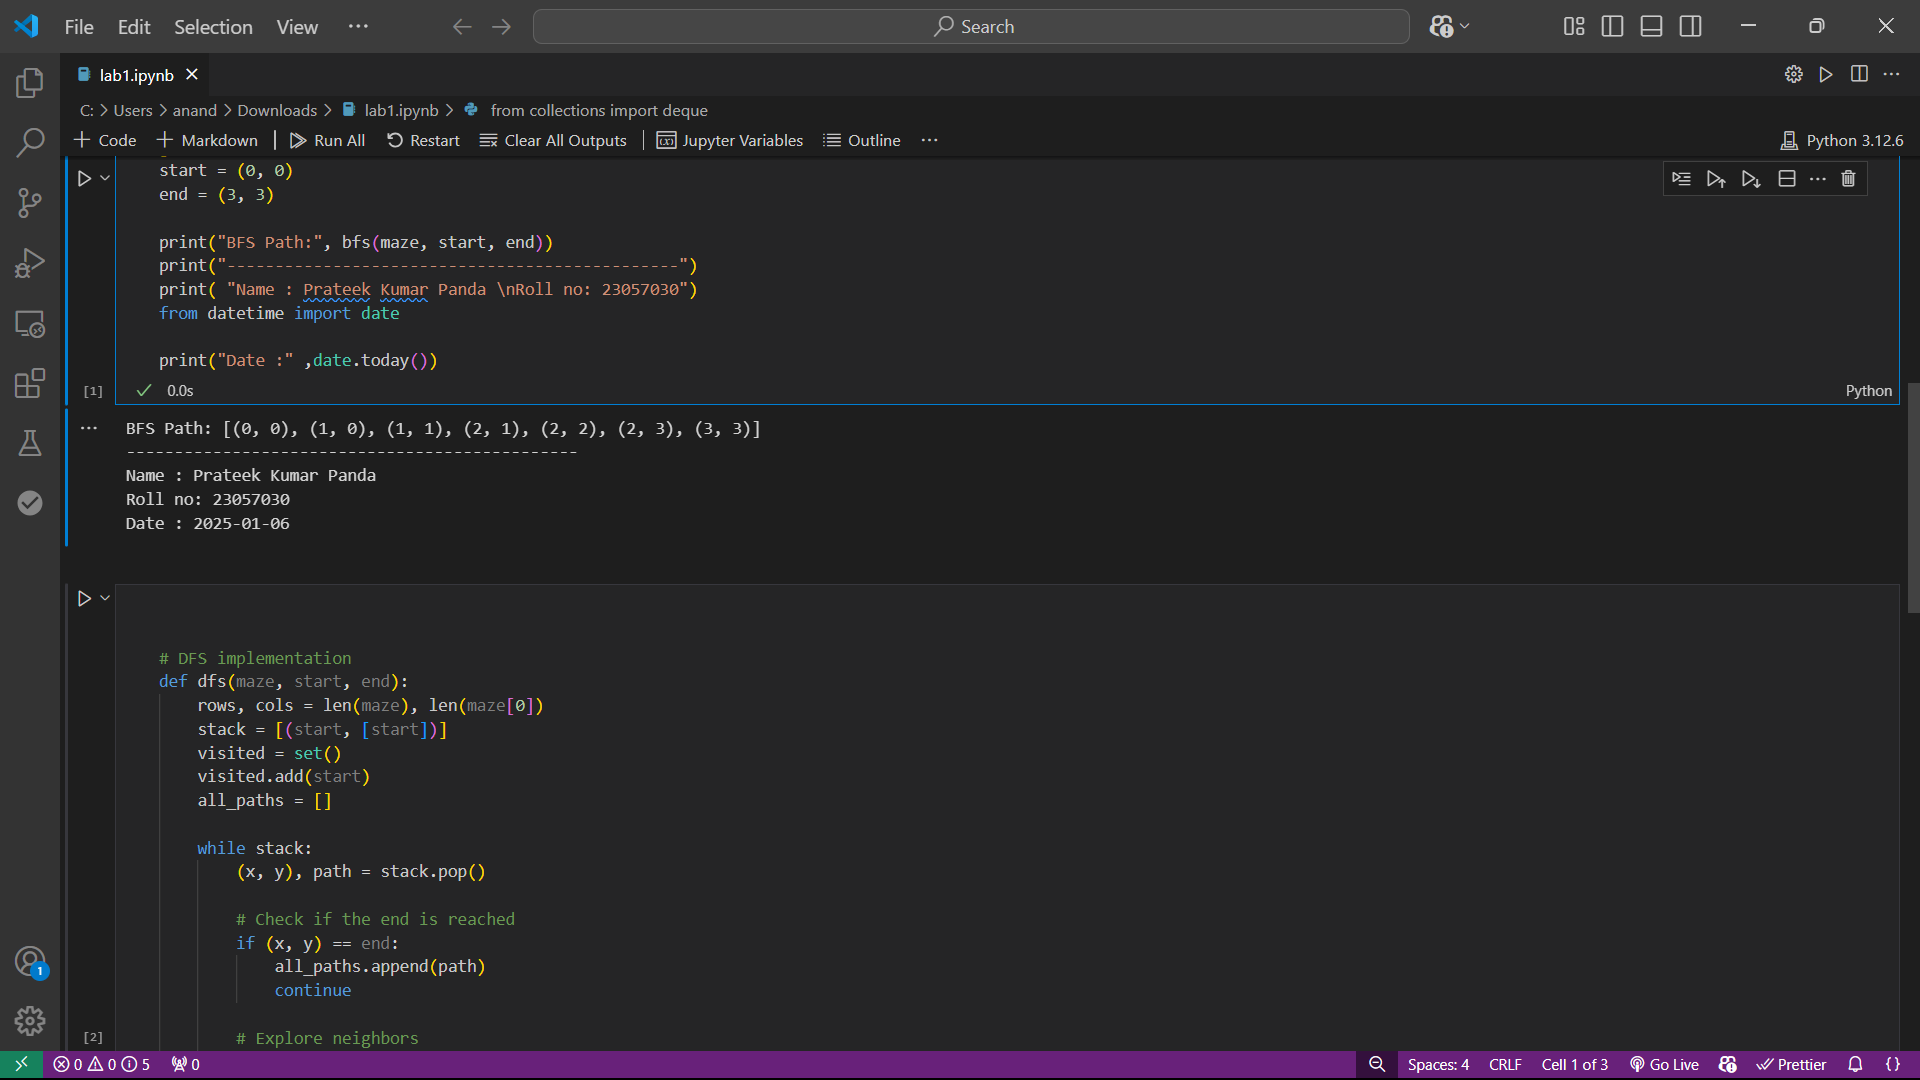 File Edit Selection View ··· Search
lab1.ipynb
C: > Users > anand > Downloads > lab1.ipynb > from collections import deque
+ Code + Markdown | Run All Restart Clear All Outputs | Jupyter Variables Outline ··· Python 3.12.6
start = (0, 0)
end = (3, 3)
print("BFS Path:", bfs(maze, start, end))
print("-----------------------------------------------")
print( "Name : Prateek Kumar Panda \nRoll no: 23057030")
from datetime import date
print("Date :" ,date.today())
[1] 0.0s Python
BFS Path: [(0, 0), (1, 0), (1, 1), (2, 1), (2, 2), (2, 3), (3, 3)]
-----------------------------------------------
Name : Prateek Kumar Panda
Roll no: 23057030
Date : 2025-01-06
# DFS implementation
def dfs(maze, start, end):
rows, cols = len(maze), len(maze[0])
stack = [(start, [start])]
visited = set()
visited.add(start)
all_paths = []
while stack:
(x, y), path = stack.pop()
# Check if the end is reached
if (x, y) == end:
all_paths.append(path)
continue
[2]
# Explore neighbors
1
0 0 5 0 Spaces: 4 CRLF Cell 1 of 3 Go Live Prettier {}